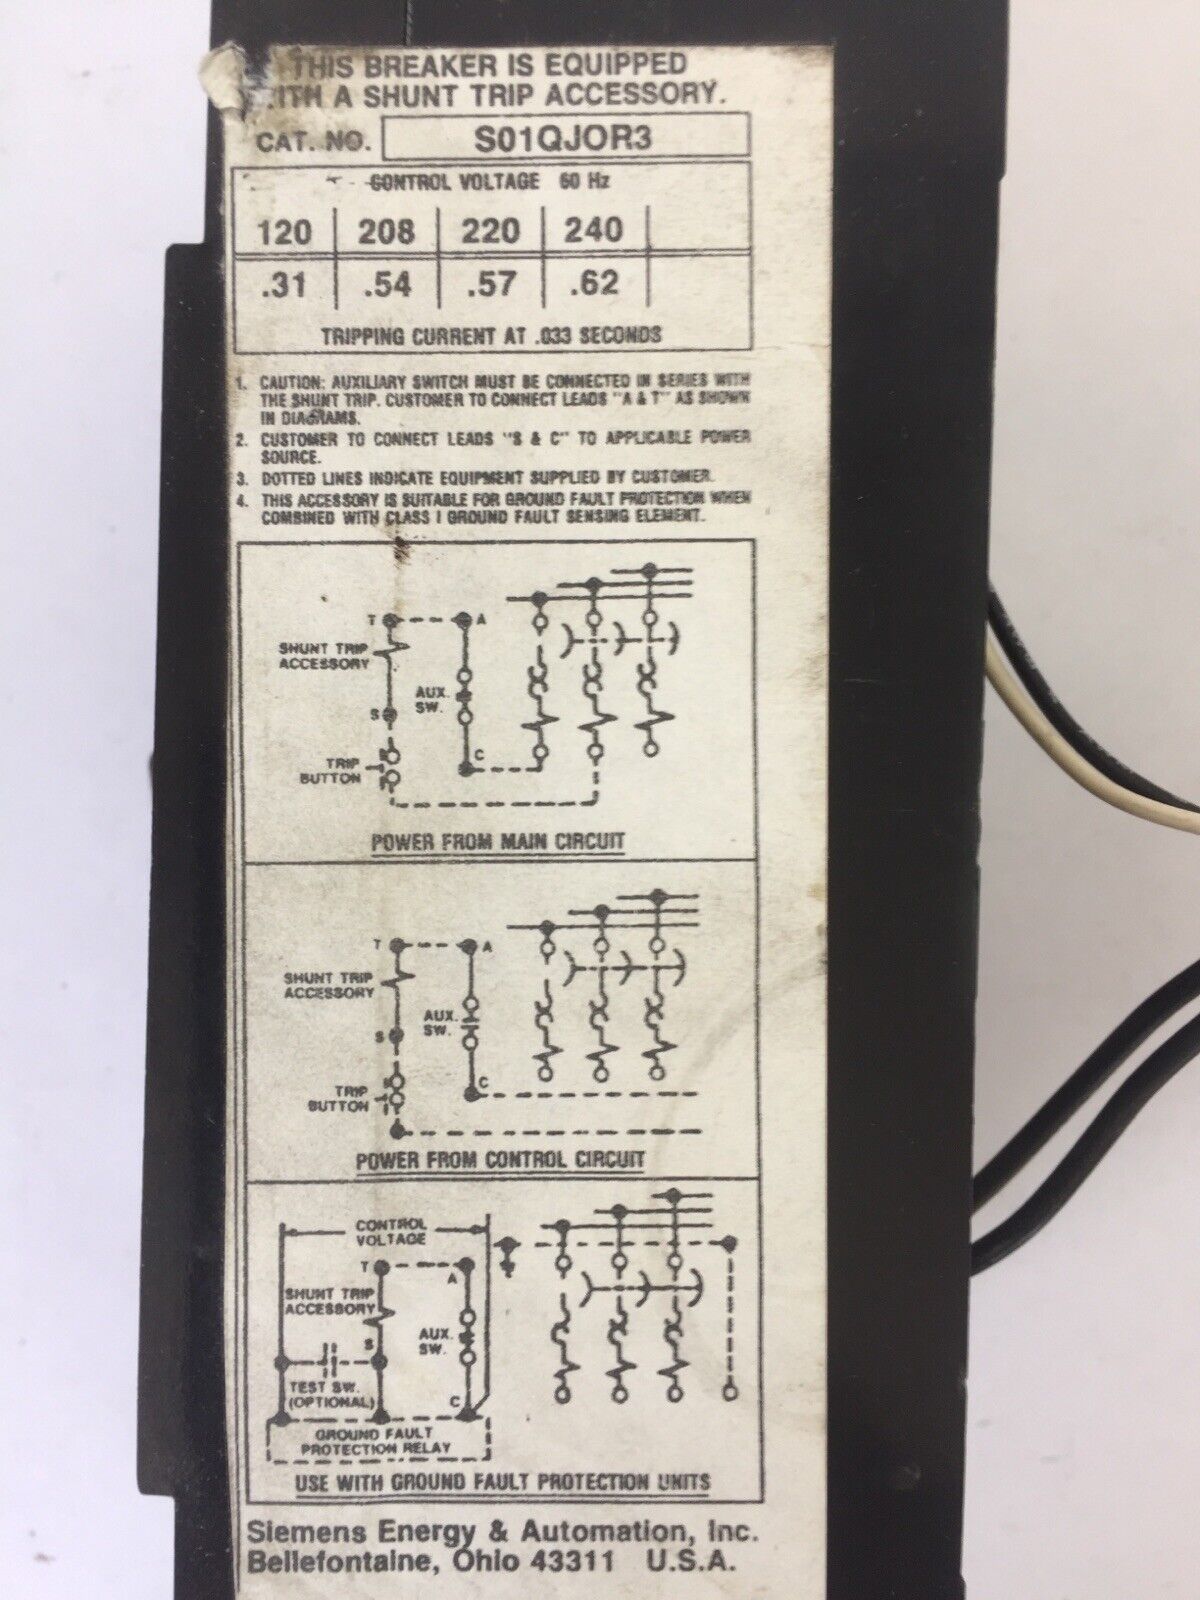 THIS BREAKER IS EQUIPPED
WITH A SHUNT TRIP ACCESSORY.
CAT. NO. S01QJOR3
CONTROL VOLTAGE 60 Hz
120 208 220 240
.31 .54 .57 .62
TRIPPING CURRENT AT .033 SECONDS
1. CAUTION: AUXILIARY SWITCH MUST BE CONNECTED IN SERIES WITH
THE SHUNT TRIP. CUSTOMER TO CONNECT LEADS "A & T" AS SHOWN
IN DIAGRAMS.
2. CUSTOMER TO CONNECT LEADS "S & C" TO APPLICABLE POWER
SOURCE.
3. DOTTED LINES INDICATE EQUIPMENT SUPPLIED BY CUSTOMER.
4. THIS ACCESSORY IS SUITABLE FOR GROUND FAULT PROTECTION WHEN
COMBINED WITH CLASS I GROUND FAULT SENSING ELEMENT.
T A
SHUNT TRIP
ACCESSORY
AUX.
SW.
S
C
TRIP
BUTTON
POWER FROM MAIN CIRCUIT
T A
SHUNT TRIP
ACCESSORY
AUX.
SW.
S
C
TRIP
BUTTON
POWER FROM CONTROL CIRCUIT
CONTROL
VOLTAGE
T A
SHUNT TRIP
ACCESSORY
AUX.
SW.
S
TEST SW.
(OPTIONAL)
C
GROUND FAULT
PROTECTION RELAY
USE WITH GROUND FAULT PROTECTION UNITS
Siemens Energy & Automation, Inc.
Bellefontaine, Ohio 43311 U.S.A.